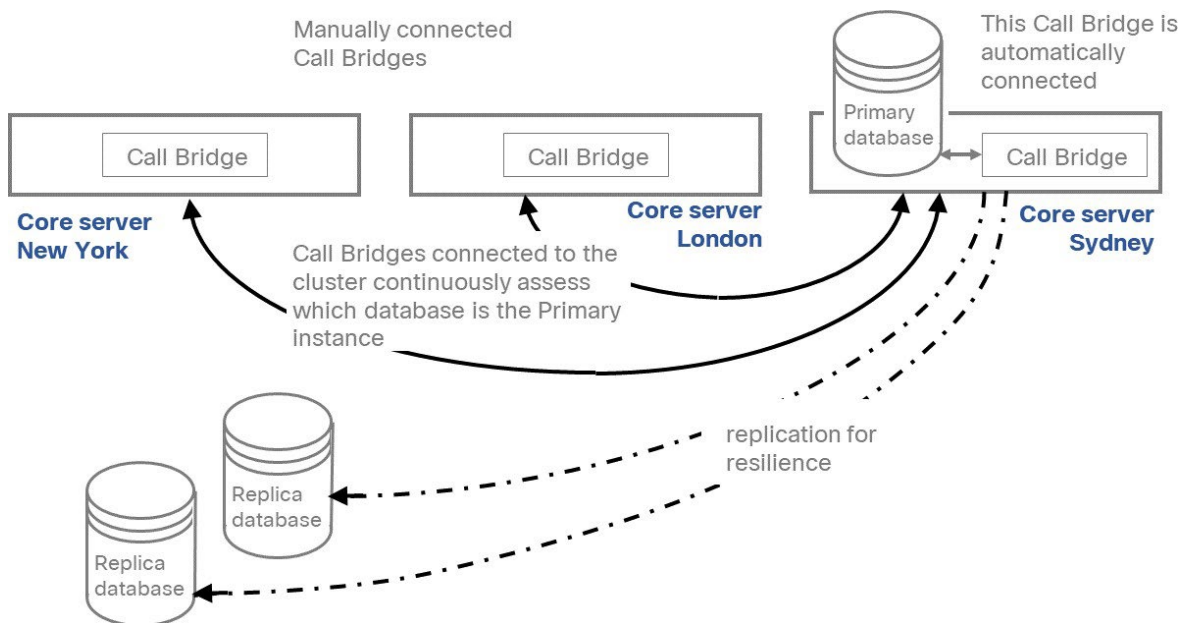 Manually connected
Call Bridges
This Call Bridge is
automatically
connected
Call Bridge
Call Bridge
Primary
database
Call Bridge
Core server
New York
Core server
London
Core server
Sydney
Call Bridges connected to the
cluster continuously assess
which database is the Primary
instance
replication for
resilience
Replica
database
Replica
database